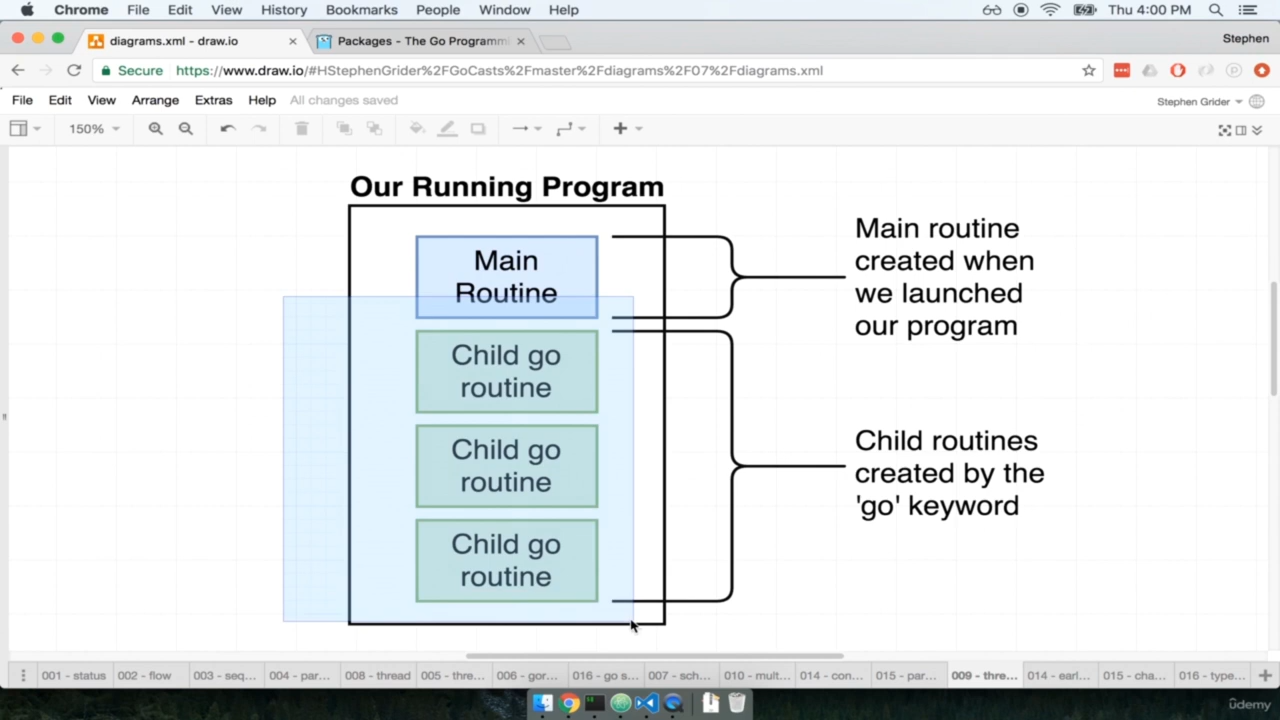 Chrome File Edit View History Bookmarks People Window Help Thu 4:00 PM
diagrams.xml - draw.io Packages - The Go Programmi Stephen
Secure https://www.draw.io/#HStephenGrider%2FGoCasts%2Fmaster%2Fdiagrams%2F07%2Fdiagrams.xml
File Edit View Arrange Extras Help All changes saved Stephen Grider
150%
Our Running Program
Main
Routine
Main routine
created when
we launched
our program
Child go
routine
Child go
routine
Child routines
created by the
'go' keyword
Child go
routine
001 - status 002 - flow 003 - seq... 004 - par... 008 - thread 005 - thre... 006 - gor... 016 - go s... 007 - sch... 010 - mult... 014 - con... 015 - par... 009 - thre... 014 - earl... 015 - cha... 016 - type...
ûdemy